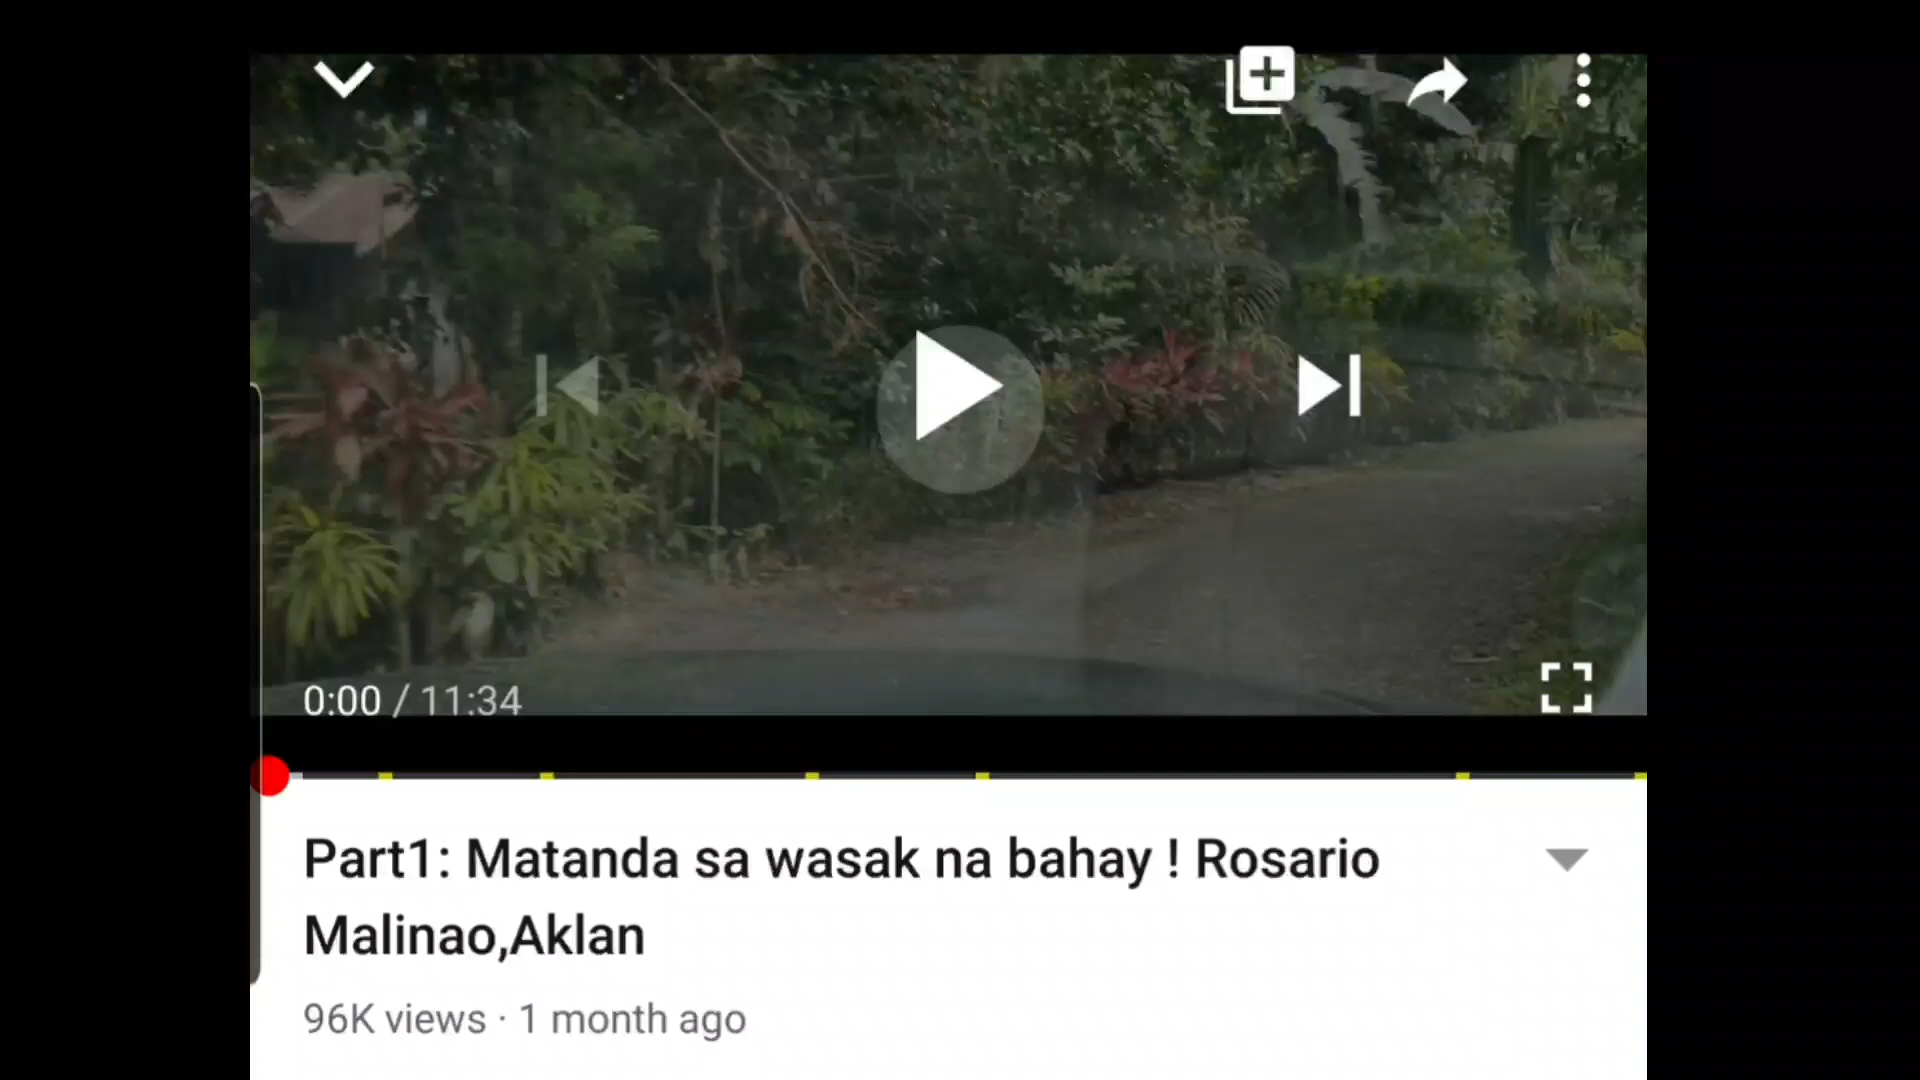 0:00 / 11:34
Part1: Matanda sa wasak na bahay ! Rosario
Malinao,Aklan
96K views · 1 month ago